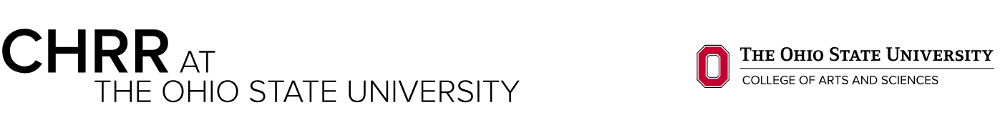 CHRR AT
THE OHIO STATE UNIVERSITY
THE OHIO STATE UNIVERSITY
COLLEGE OF ARTS AND SCIENCES